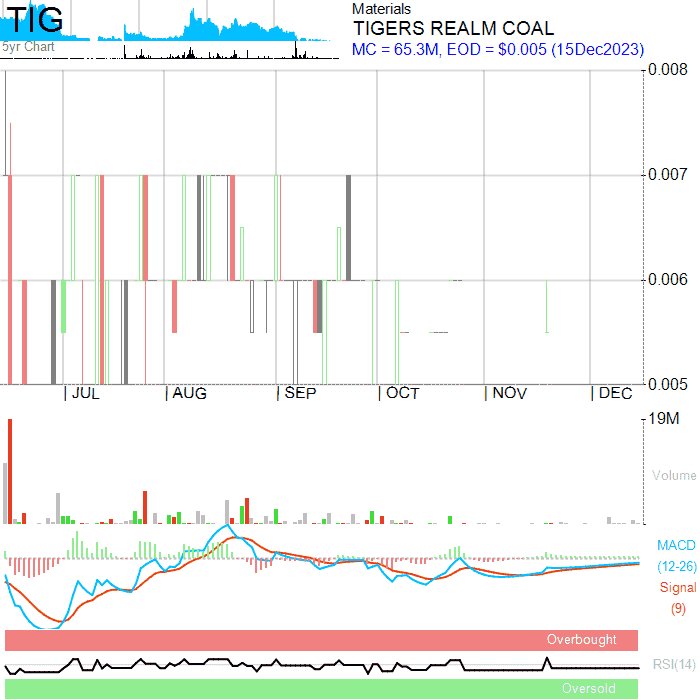 TIG
5yr Chart
Materials
TIGERS REALM COAL
MC = 65.3M, EOD = $0.005 (15Dec2023)
0.008
0.007
0.006
0.005
JUL
AUG
SEP
OCT
NOV
DEC
19M
Volume
MACD
(12-26)
Signal
(9)
Overbought
RSI(14)
Oversold